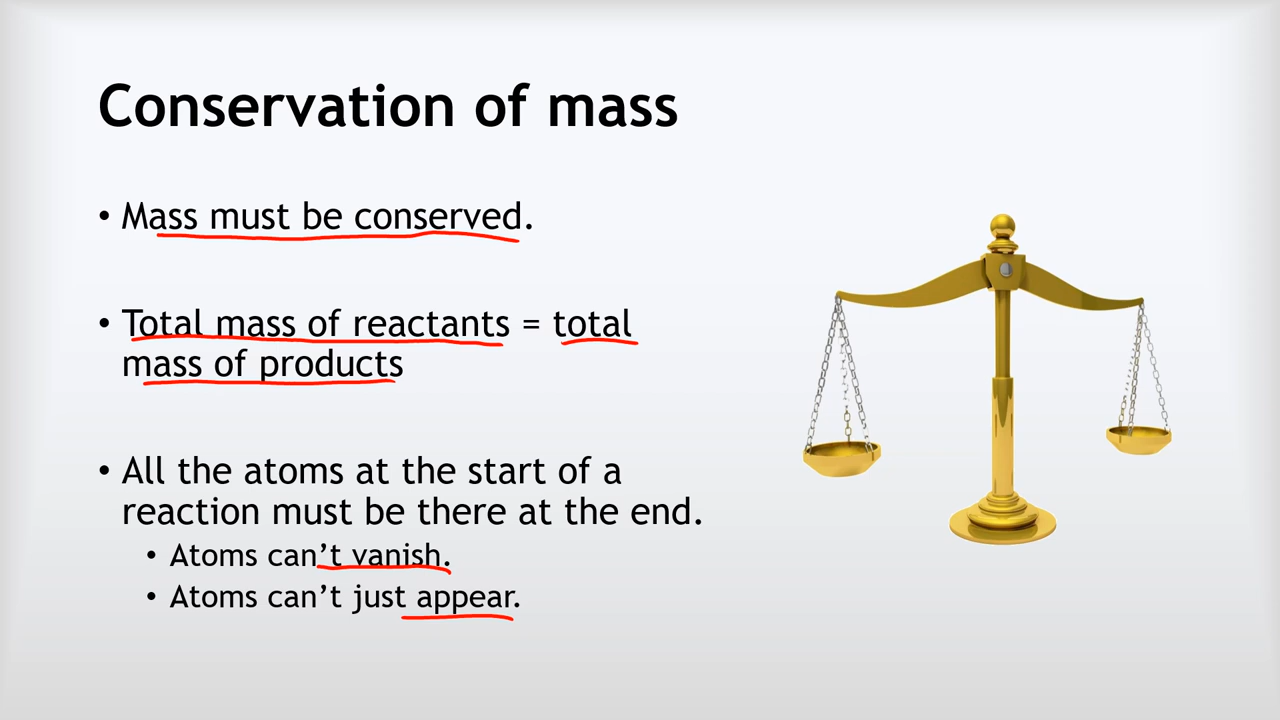 Conservation of mass
• Mass must be conserved.
• Total mass of reactants = total
mass of products
• All the atoms at the start of a
reaction must be there at the end.
• Atoms can’t vanish.
• Atoms can’t just appear.